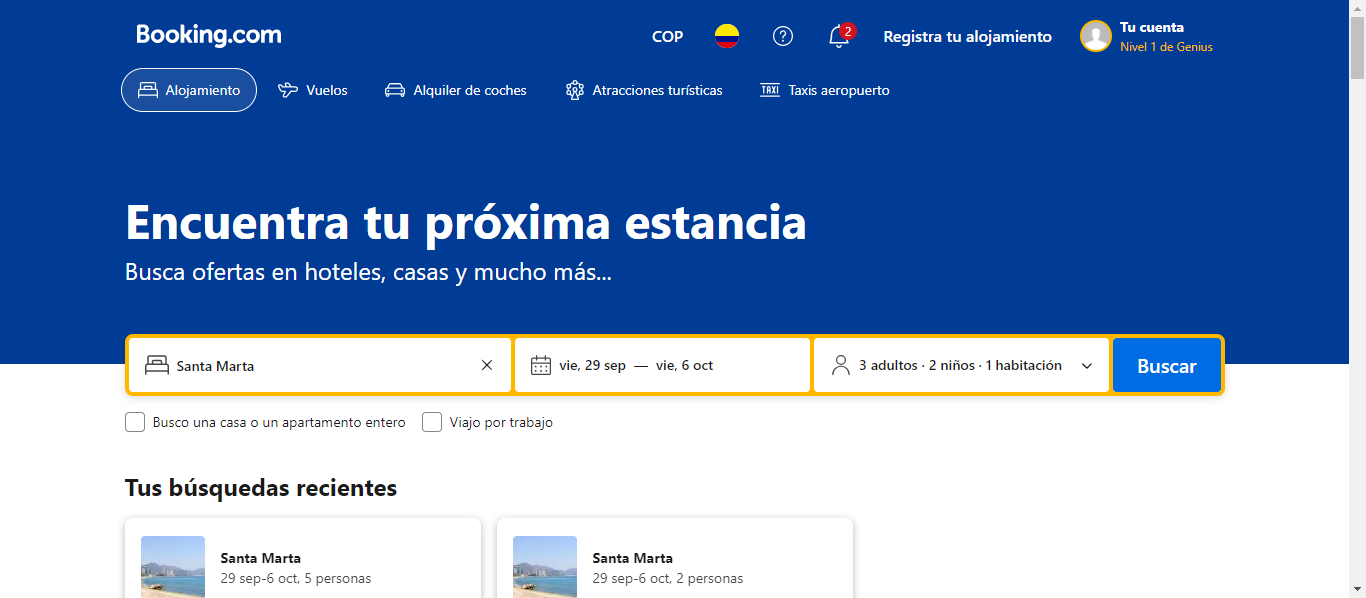 Booking.com
COP
2
Registra tu alojamiento
Tu cuenta
Nivel 1 de Genius
Alojamiento
Vuelos
Alquiler de coches
Atracciones turísticas
TAXI
Taxis aeropuerto
Encuentra tu próxima estancia
Busca ofertas en hoteles, casas y mucho más...
Santa Marta
vie, 29 sep — vie, 6 oct
3 adultos · 2 niños · 1 habitación
Buscar
Busco una casa o un apartamento entero
Viajo por trabajo
Tus búsquedas recientes
Santa Marta
29 sep-6 oct, 5 personas
Santa Marta
29 sep-6 oct, 2 personas